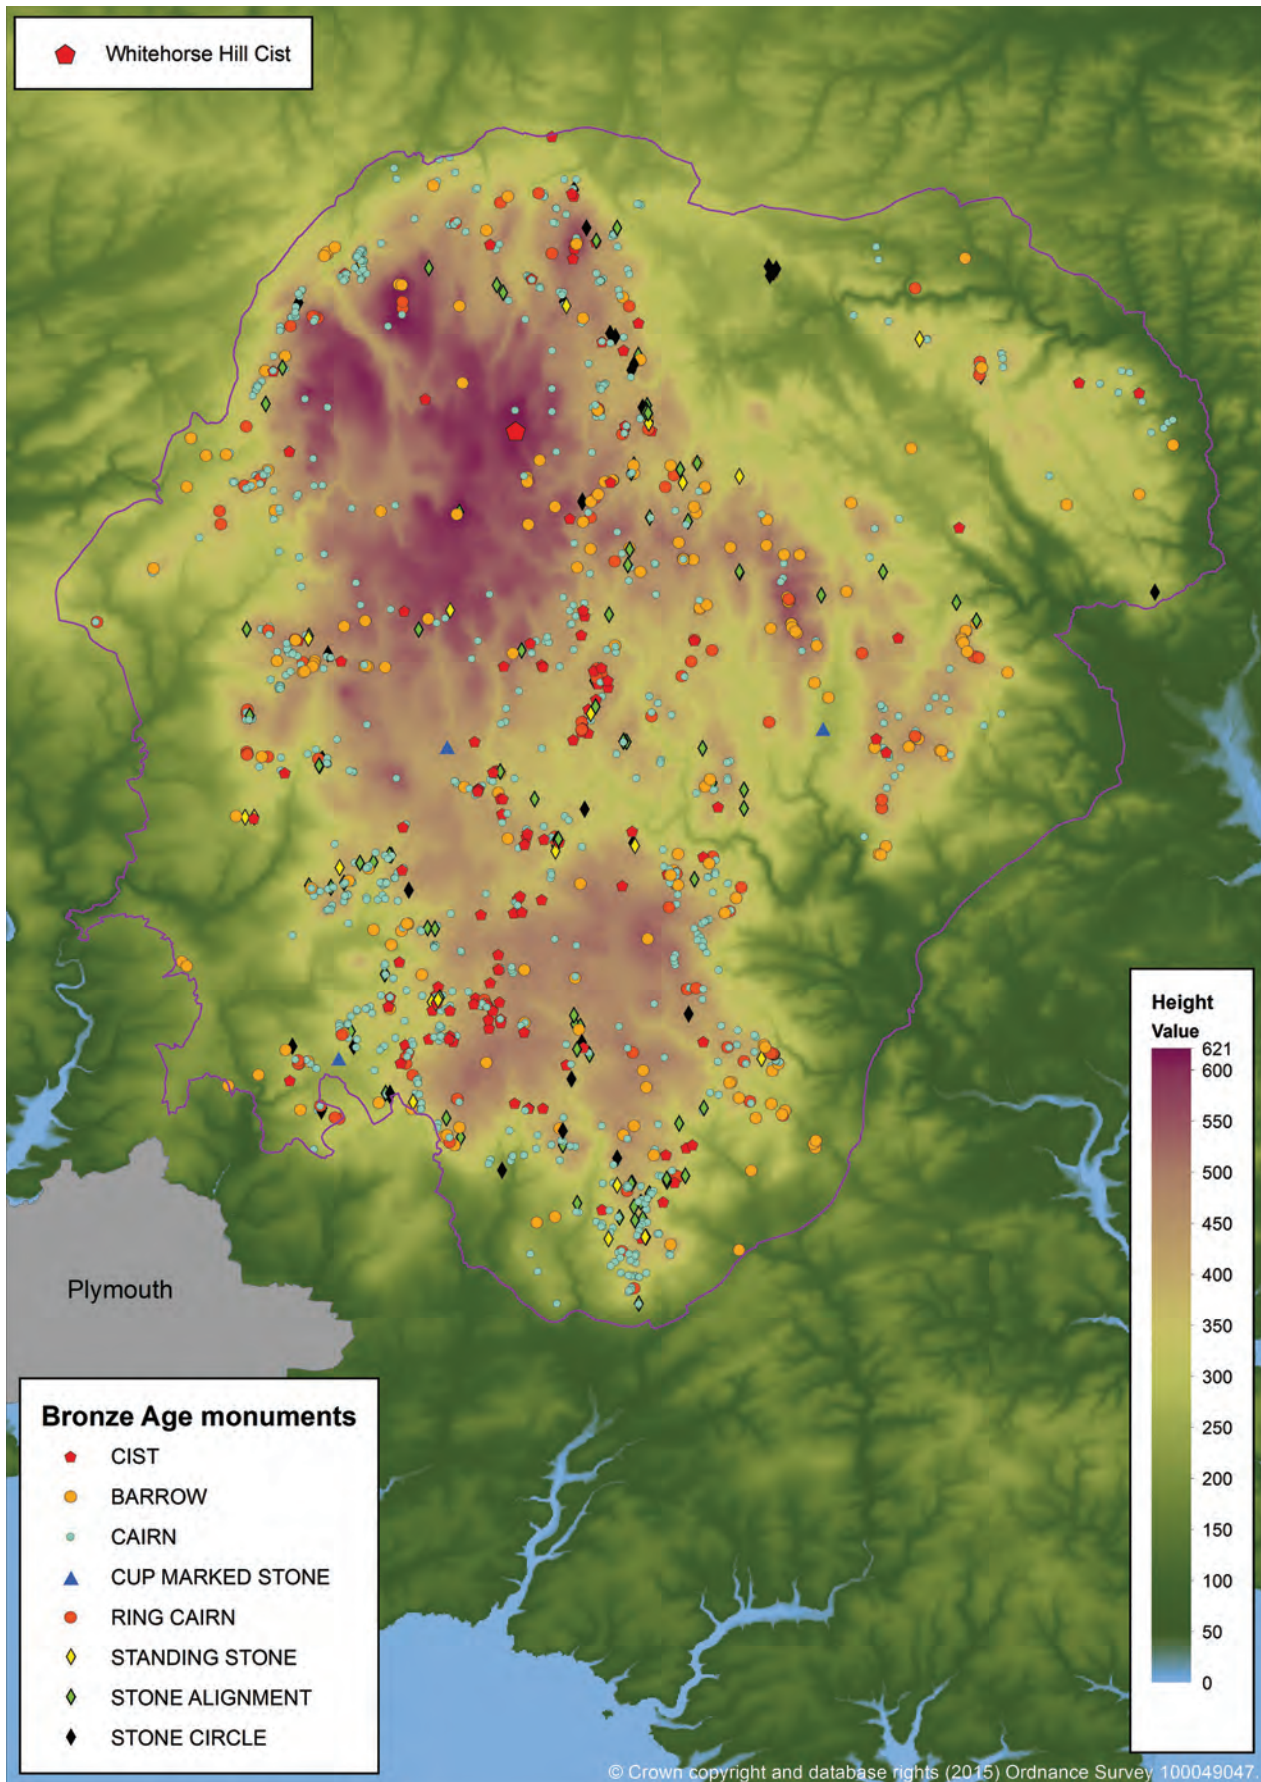 Whitehorse Hill Cist
Plymouth
Height
Value
621
600
550
500
450
400
350
300
250
200
150
100
50
0
Bronze Age monuments
CIST
BARROW
CAIRN
CUP MARKED STONE
RING CAIRN
STANDING STONE
STONE ALIGNMENT
STONE CIRCLE
© Crown copyright and database rights (2015) Ordnance Survey 100049047.